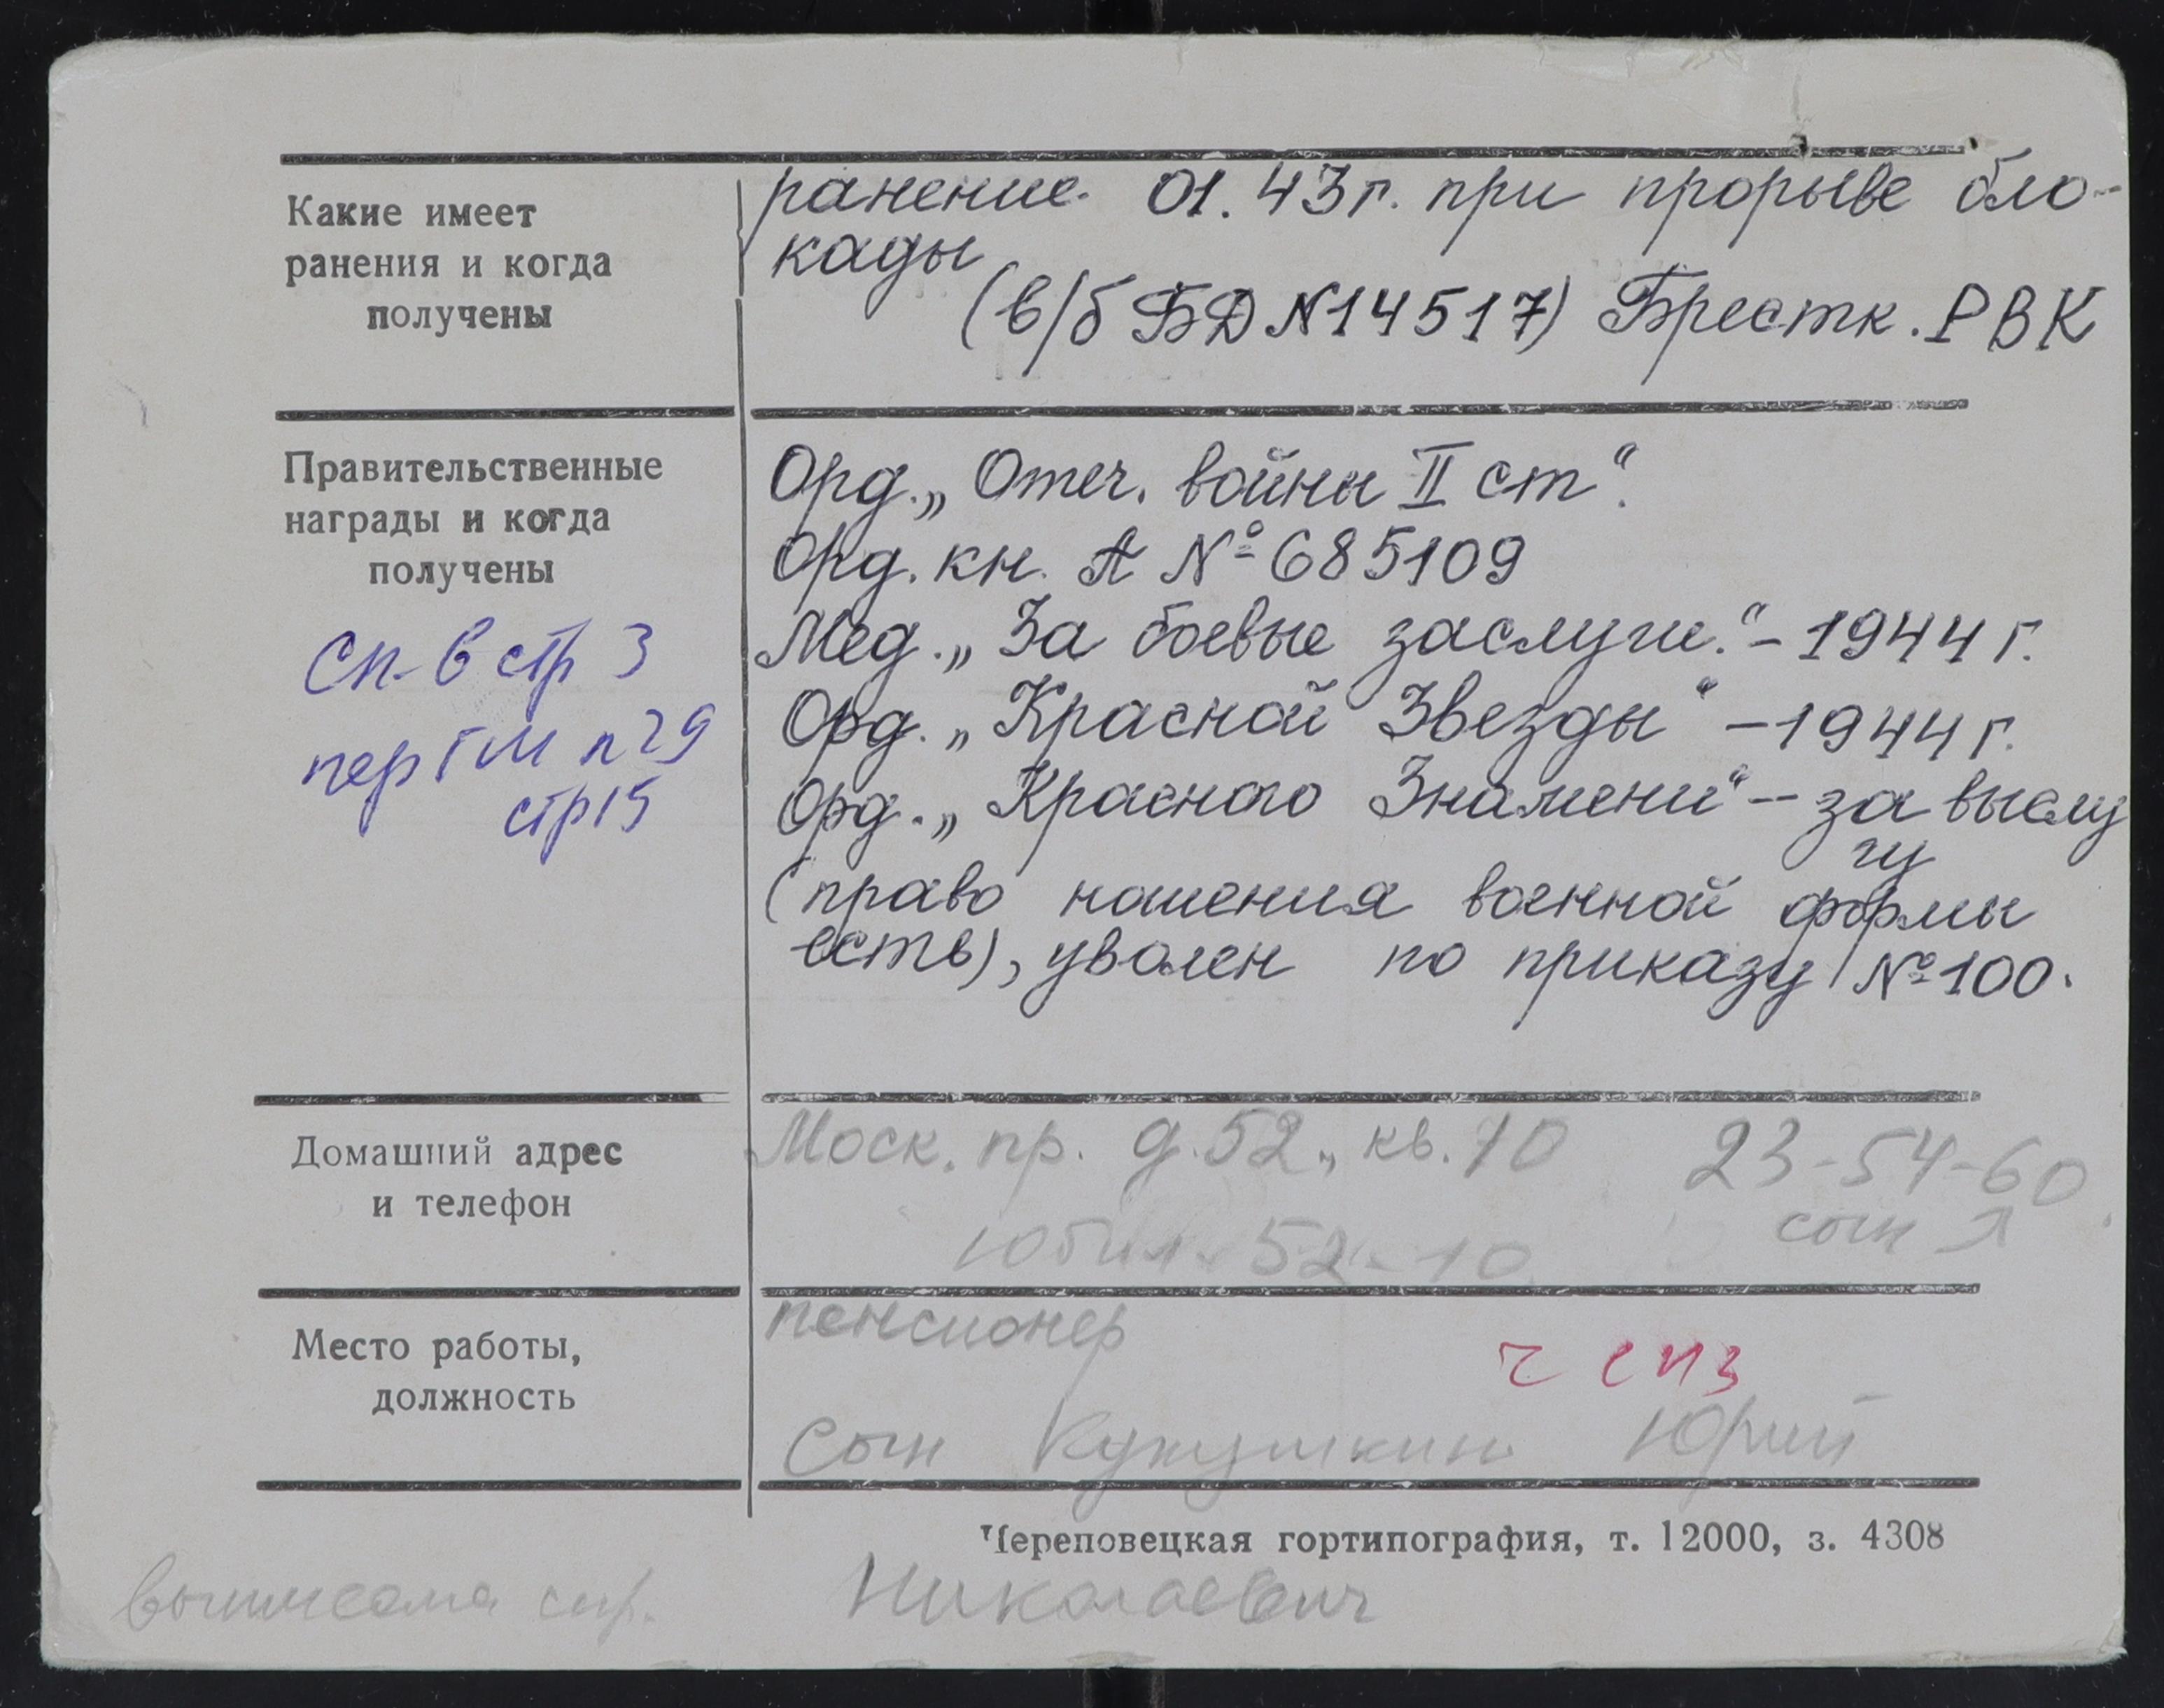 Какие имеет
ранения и когда
получены
ранение 01.43г. при прорыве бло-
кады
(в/б БД N14517) Брестк. РВК
Правительственные
награды и когда
получены
Сп-в стр 3
пер ГМ п29
стр15
Орд. „Отеч. войны II ст“.
Орд. кн. А №685109
Мед. „За боевые заслуги.“ - 1944 г.
Орд. „Красной Звезды“ - 1944 г.
Орд. „Красного Знамени“ - за выслу
гу
(право ношения военной формы
есть), уволен по приказу №100.
Домашний адрес
и телефон
Моск. пр. д.52, кв. 10 23-54-60
сын
Юбил. 52-10
Место работы,
должность
пенсионер
Сын Кукушкин Юрий
Череповецкая гортипография, т. 12000, з. 4308
Николаевич